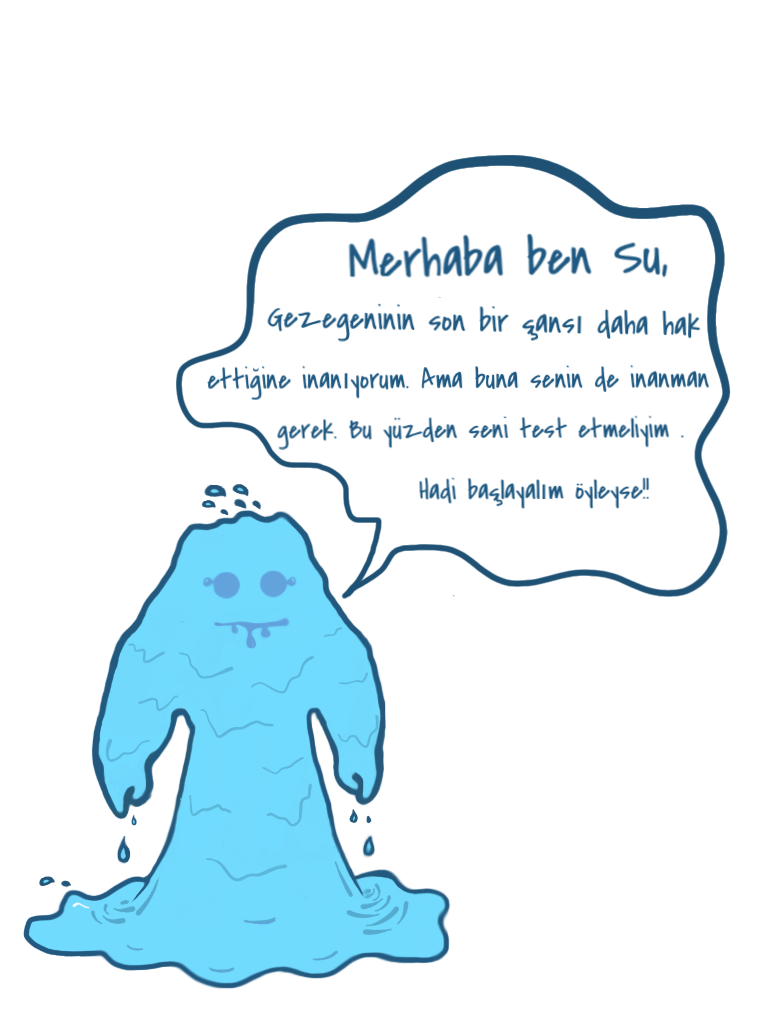 Merhaba ben Su,
Gezegeninin son bir şansı daha hak
ettiğine inanıyorum. Ama buna senin de inanman
gerek. Bu yüzden seni test etmeliyim .
Hadi başlayalım öyleyse!!